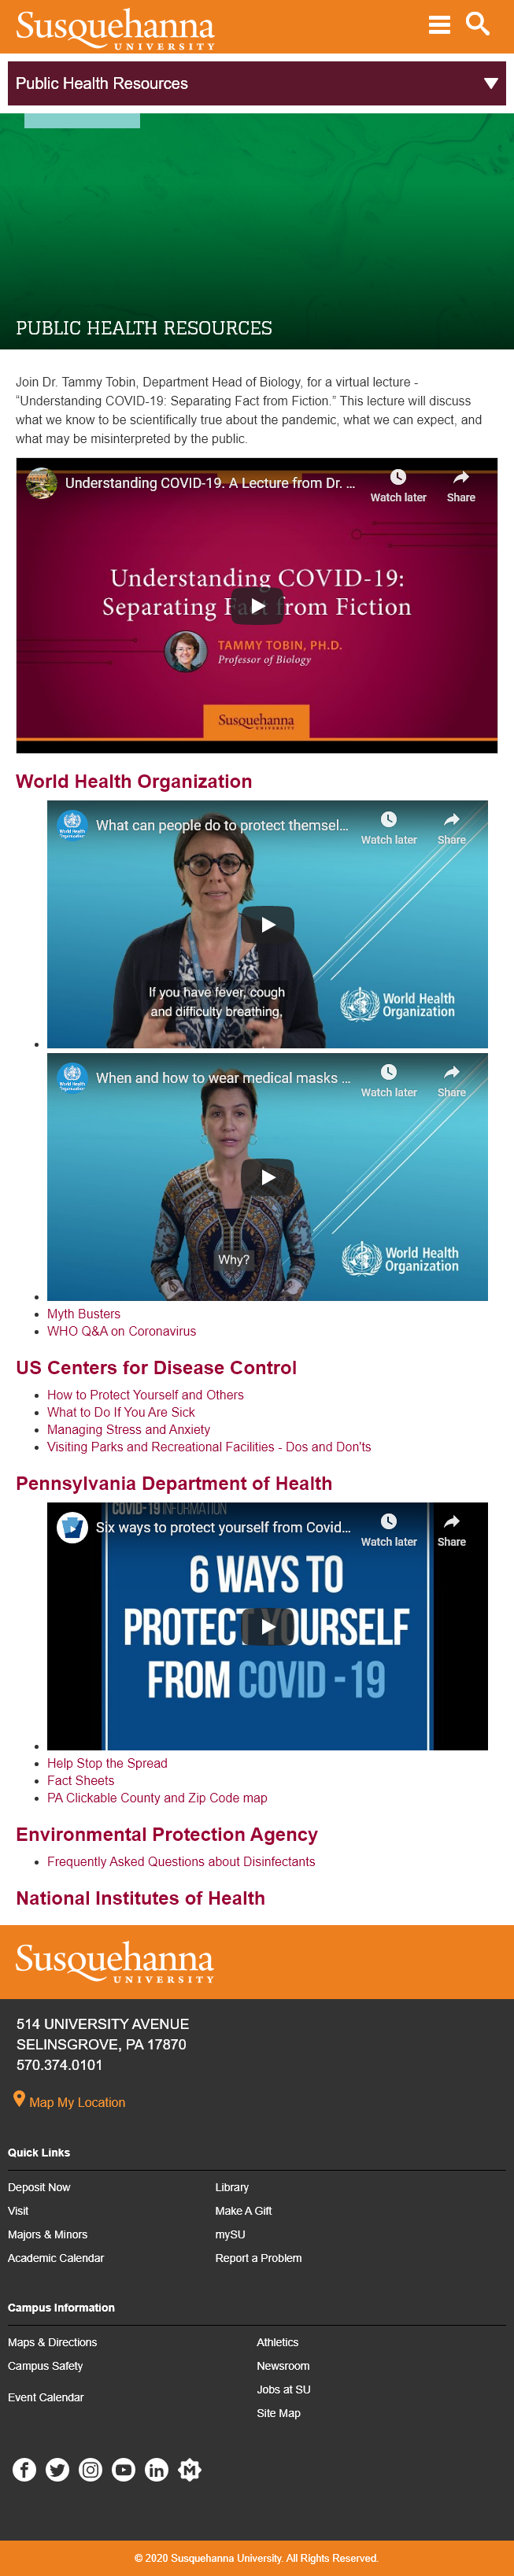 Susquehanna
UNIVERSITY
Public Health Resources
PUBLIC HEALTH RESOURCES
Join Dr. Tammy Tobin, Department Head of Biology, for a virtual lecture -
“Understanding COVID-19: Separating Fact from Fiction.” This lecture will discuss
what we know to be scientifically true about the pandemic, what we can expect, and
what may be misinterpreted by the public.
Understanding COVID-19: A Lecture from Dr. ...
Watch later
Share
Understanding COVID-19:
Separating Fact from Fiction
TAMMY TOBIN, PH.D.
Professor of Biology
Susquehanna
UNIVERSITY
World Health Organization
What can people do to protect themsel...
Watch later
Share
If you have fever, cough
and difficulty breathing,
World Health
Organization
When and how to wear medical masks ...
Watch later
Share
Why?
World Health
Organization
Myth Busters
WHO Q&A on Coronavirus
US Centers for Disease Control
How to Protect Yourself and Others
What to Do If You Are Sick
Managing Stress and Anxiety
Visiting Parks and Recreational Facilities - Dos and Don'ts
Pennsylvania Department of Health
COVID-19 INFORMATION
Six ways to protect yourself from Covid...
Watch later
Share
6 WAYS TO
PROTECT YOURSELF
FROM COVID -19
Help Stop the Spread
Fact Sheets
PA Clickable County and Zip Code map
Environmental Protection Agency
Frequently Asked Questions about Disinfectants
National Institutes of Health
Susquehanna
UNIVERSITY
514 UNIVERSITY AVENUE
SELINSGROVE, PA 17870
570.374.0101
Map My Location
Quick Links
Deposit Now
Library
Visit
Make A Gift
Majors & Minors
mySU
Academic Calendar
Report a Problem
Campus Information
Maps & Directions
Athletics
Campus Safety
Newsroom
Jobs at SU
Event Calendar
Site Map
© 2020 Susquehanna University. All Rights Reserved.